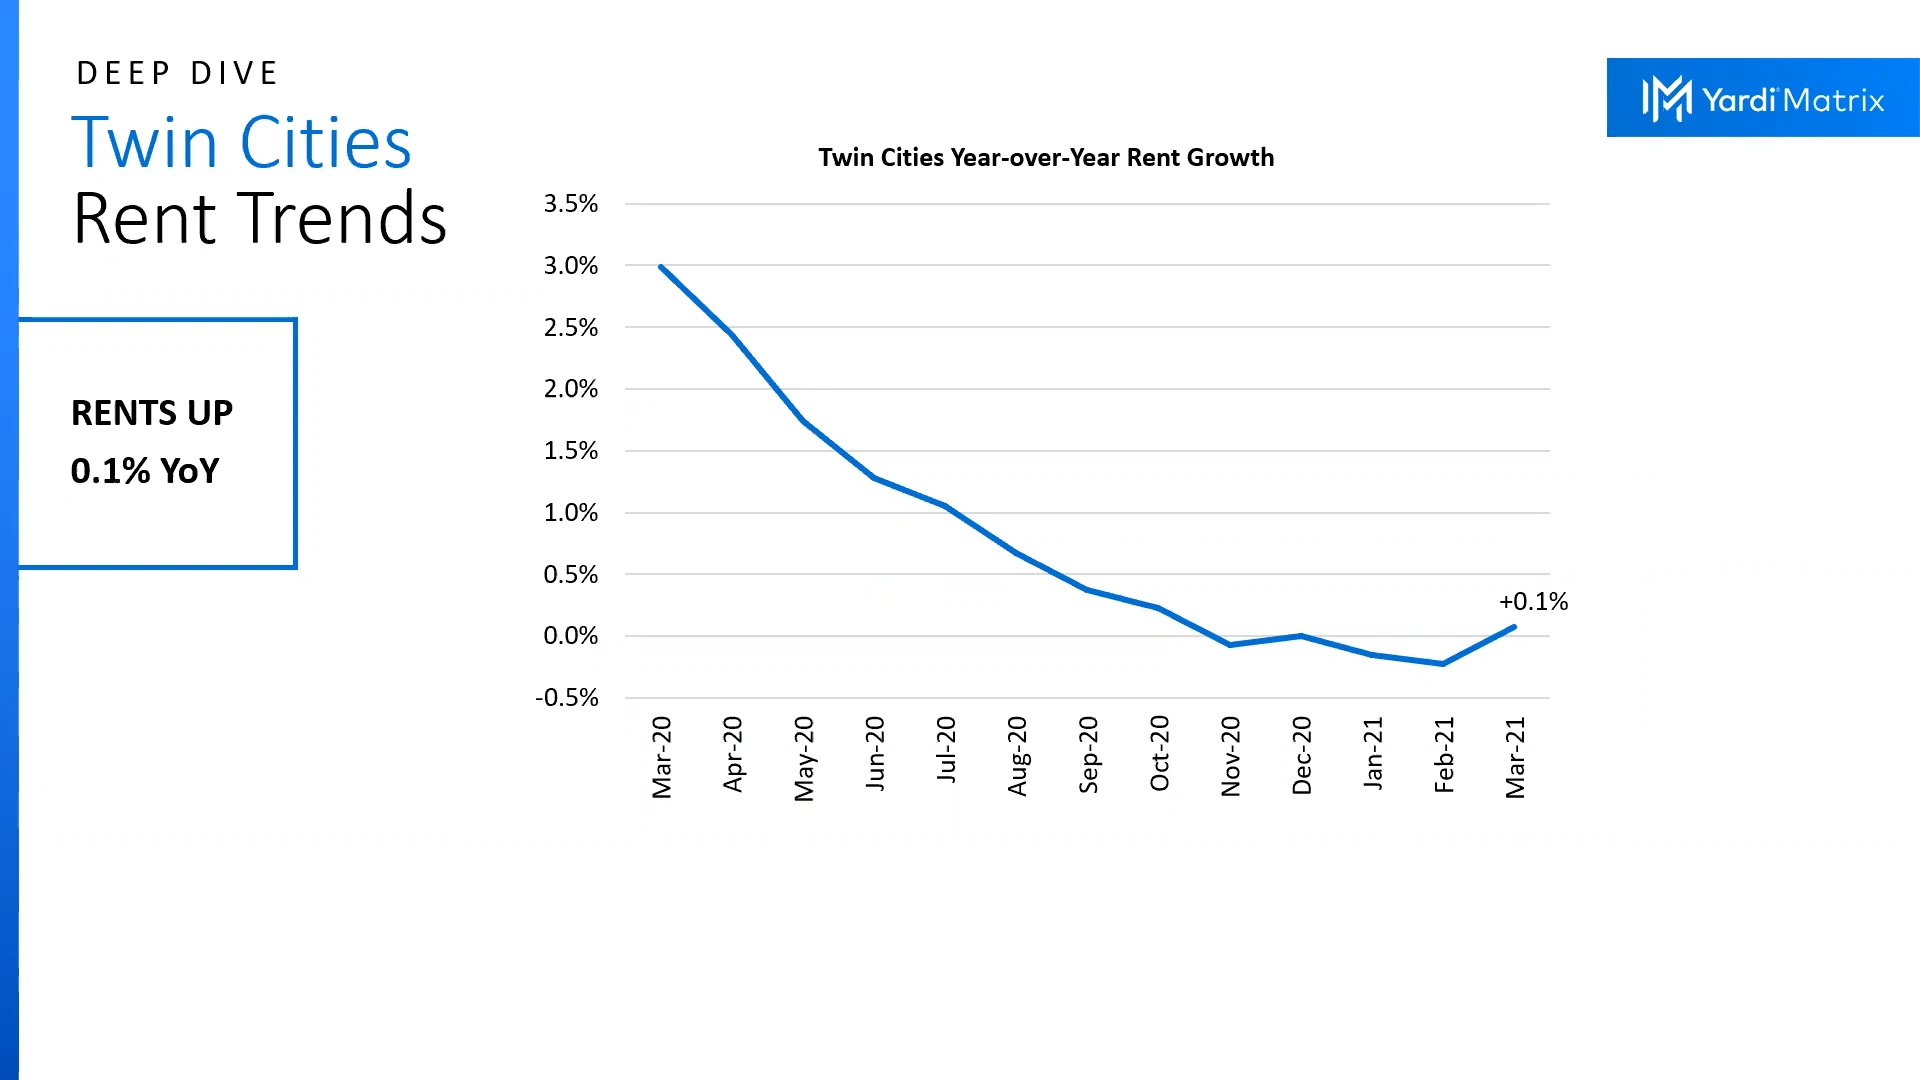 DEEP DIVE
Twin Cities
Rent Trends
RENTS UP
0.1% YoY
Yardi Matrix
Twin Cities Year-over-Year Rent Growth
3.5%
3.0%
2.5%
2.0%
1.5%
1.0%
0.5%
0.0%
-0.5%
+0.1%
Mar-20
Apr-20
May-20
Jun-20
Jul-20
Aug-20
Sep-20
Oct-20
Nov-20
Dec-20
Jan-21
Feb-21
Mar-21